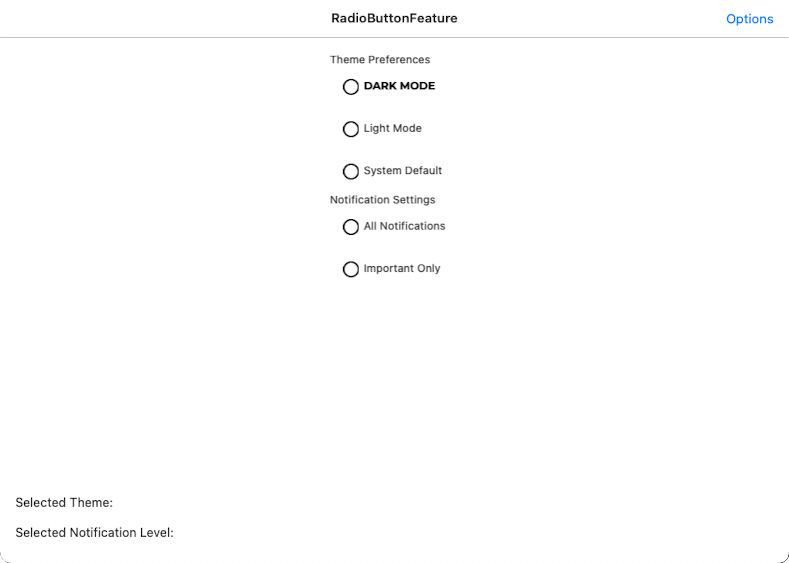 RadioButtonFeature
Options
Theme Preferences
DARK MODE
Light Mode
System Default
Notification Settings
All Notifications
Important Only
Selected Theme:
Selected Notification Level: